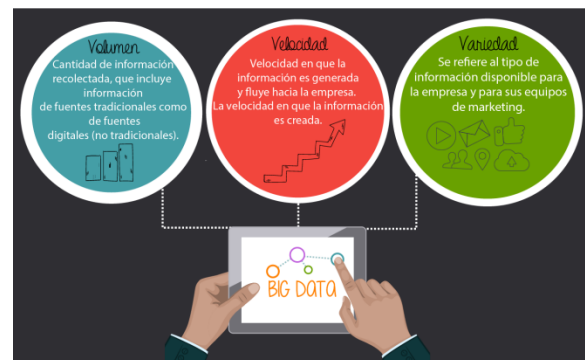 Volumen
Cantidad de información
recolectada, que incluye
información
de fuentes tradicionales como
de fuentes
digitales (no tradicionales).
Velocidad
Velocidad en que la
información es generada
y fluye hacia la empresa.
La velocidad en que la información
es creada.
Variedad
Se refiere al tipo de
información disponible para
la empresa y para sus equipos
de marketing.
BIG DATA